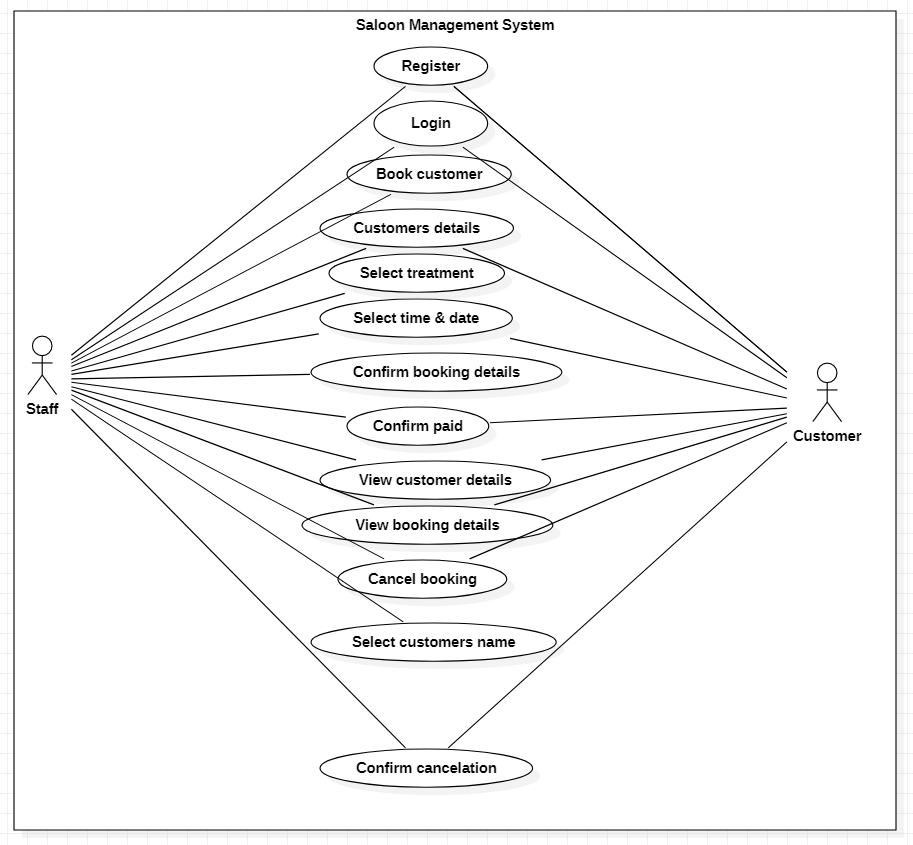 Saloon Management System
Register
Login
Book customer
Customers details
Select treatment
Select time & date
Confirm booking details
Staff
Confirm paid
Customer
View customer details
View booking details
Cancel booking
Select customers name
Confirm cancelation